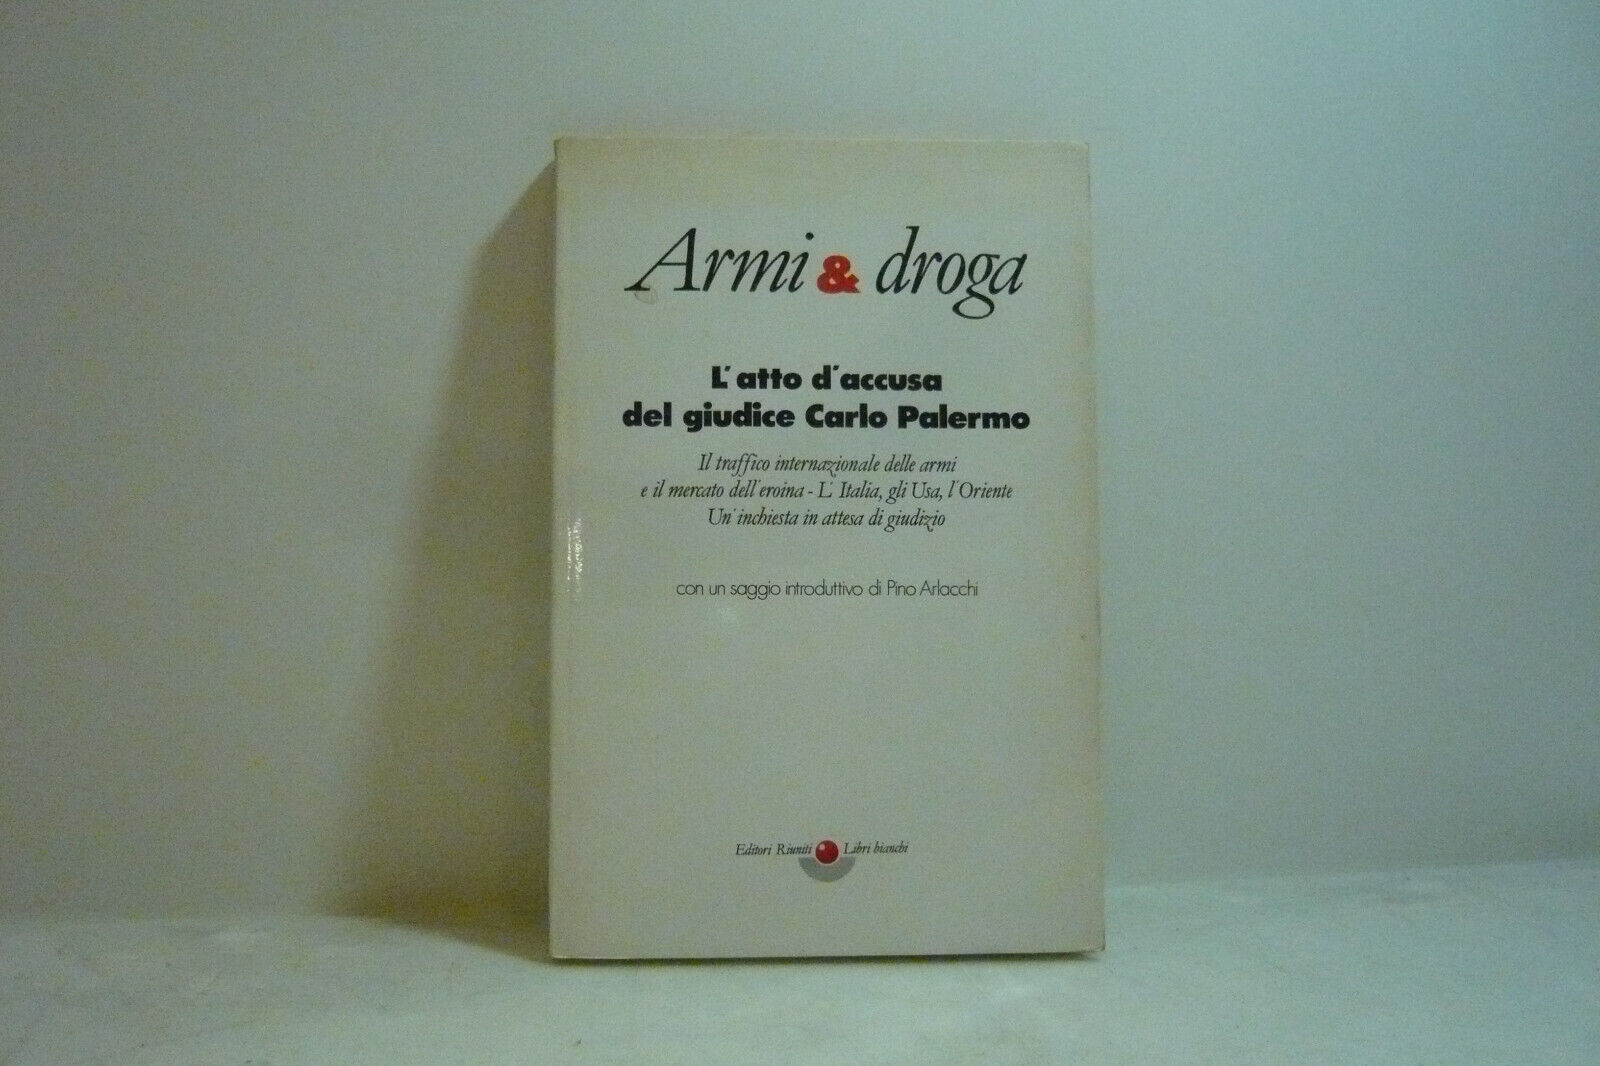 Armi & droga
L'atto d'accusa
del giudice Carlo Palermo
Il traffico internazionale delle armi
e il mercato dell'eroina - L'Italia, gli Usa, l'Oriente
Un'inchiesta in attesa di giudizio
con un saggio introduttivo di Pino Arlacchi
Editori Riuniti Libri bianchi